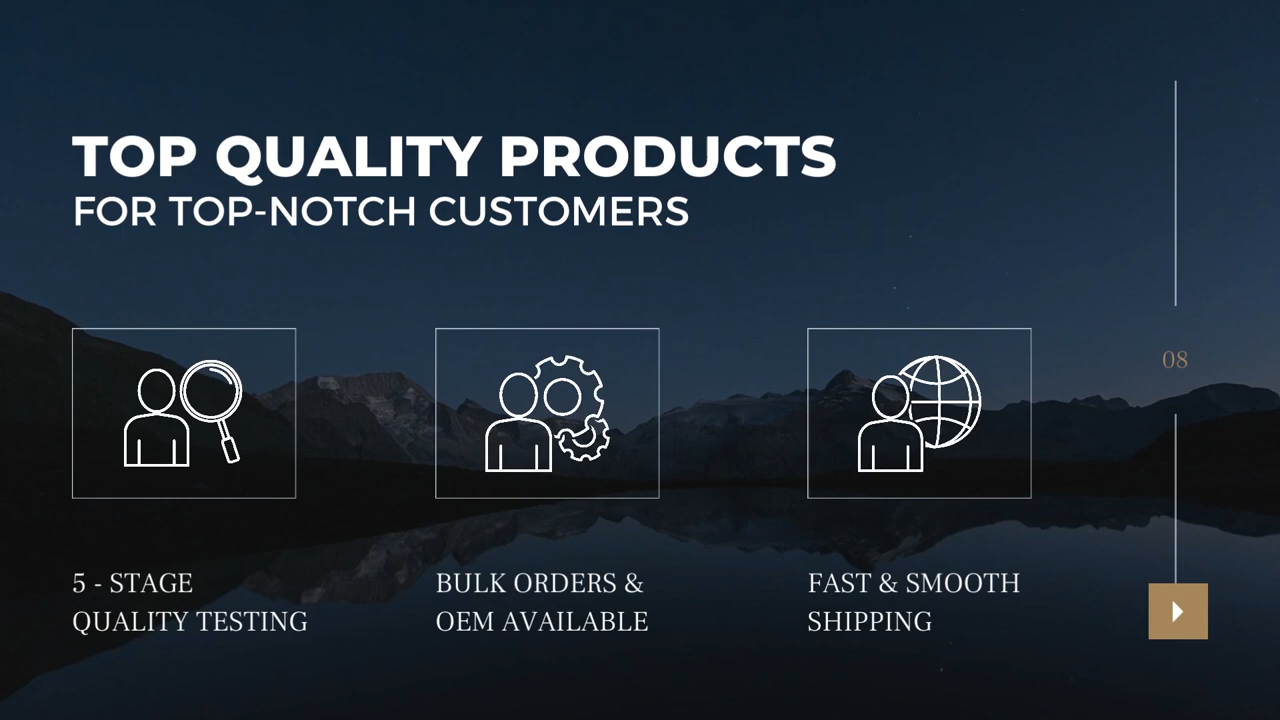 TOP QUALITY PRODUCTS
FOR TOP-NOTCH CUSTOMERS
08
5 - STAGE
QUALITY TESTING
BULK ORDERS &
OEM AVAILABLE
FAST & SMOOTH
SHIPPING